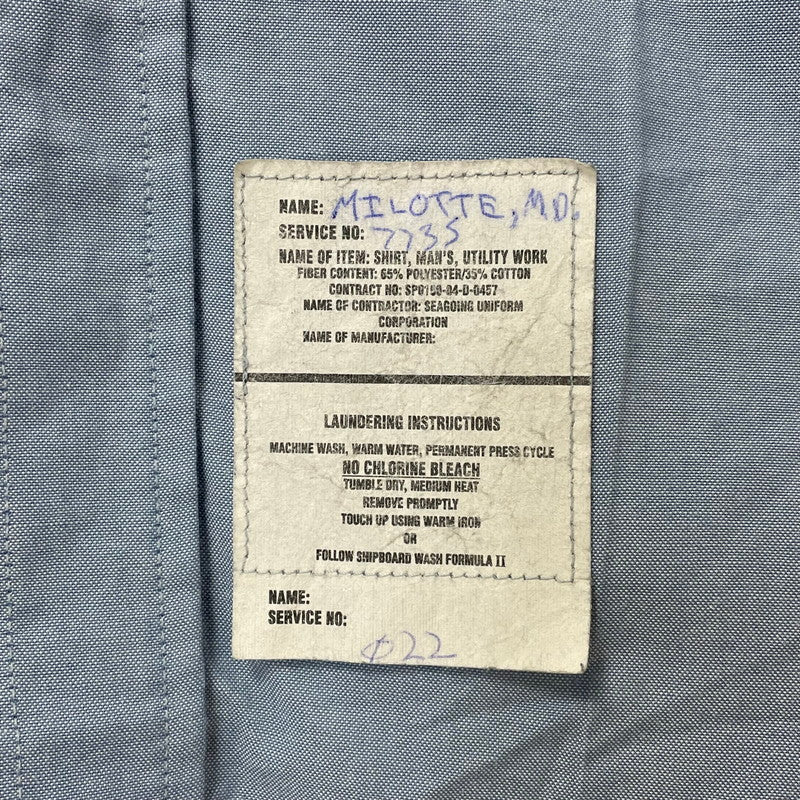 NAME: MILOTTE, M.D.
SERVICE NO: 7735
NAME OF ITEM: SHIRT, MAN'S, UTILITY WORK
FIBER CONTENT: 65% POLYESTER/35% COTTON
CONTRACT NO: SP0100-04-D-0457
NAME OF CONTRACTOR: SEAGOING UNIFORM
CORPORATION
NAME OF MANUFACTURER:
LAUNDERING INSTRUCTIONS
MACHINE WASH, WARM WATER, PERMANENT PRESS CYCLE
NO CHLORINE BLEACH
TUMBLE DRY, MEDIUM HEAT
REMOVE PROMPTLY
TOUCH UP USING WARM IRON
OR
FOLLOW SHIPBOARD WASH FORMULA II
NAME:
SERVICE NO:
022